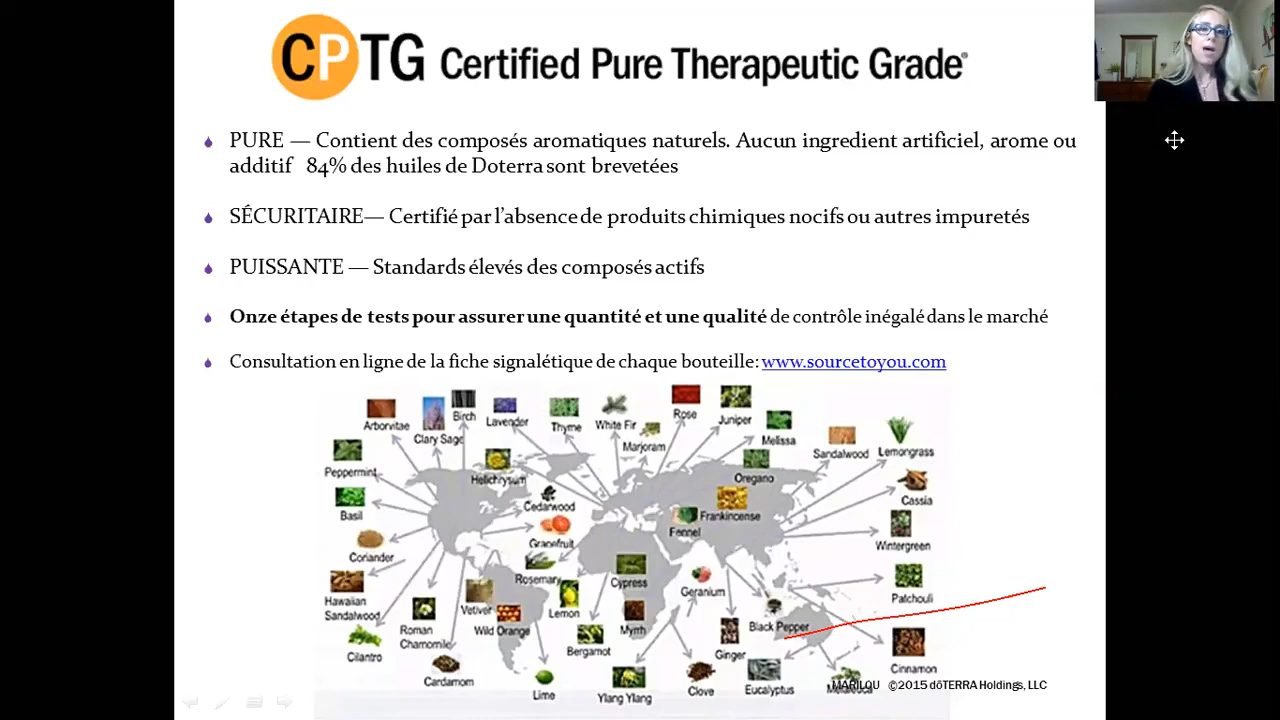 CPTG Certified Pure Therapeutic Grade®
PURE — Contient des composés aromatiques naturels. Aucun ingredient artificiel, arome ou
additif 84% des huiles de Doterra sont brevetées
SÉCURITAIRE— Certifié par l'absence de produits chimiques nocifs ou autres impuretés
PUISSANTE — Standards élevés des composés actifs
Onze étapes de tests pour assurer une quantité et une qualité de contrôle inégalé dans le marché
Consultation en ligne de la fiche signalétique de chaque bouteille: www.sourcetoyou.com
Arborvitae
Clary Sage
Birch
Lavender
Thyme
White Fir
Marjoram
Rose
Juniper
Melissa
Sandalwood
Lemongrass
Peppermint
Helichrysum
Oregano
Cassia
Basil
Cedarwood
Frankincense
Fennel
Coriander
Grapefruit
Wintergreen
Hawaiian
Sandalwood
Rosemary
Cypress
Geranium
Patchouli
Roman
Chamomile
Vetiver
Wild Orange
Lemon
Myrrh
Black Pepper
Cilantro
Bergamot
Ginger
Cinnamon
Cardamom
Lime
Ylang Ylang
Clove
Eucalyptus
Melaleuca
MARILOU ©2015 dōTERRA Holdings, LLC